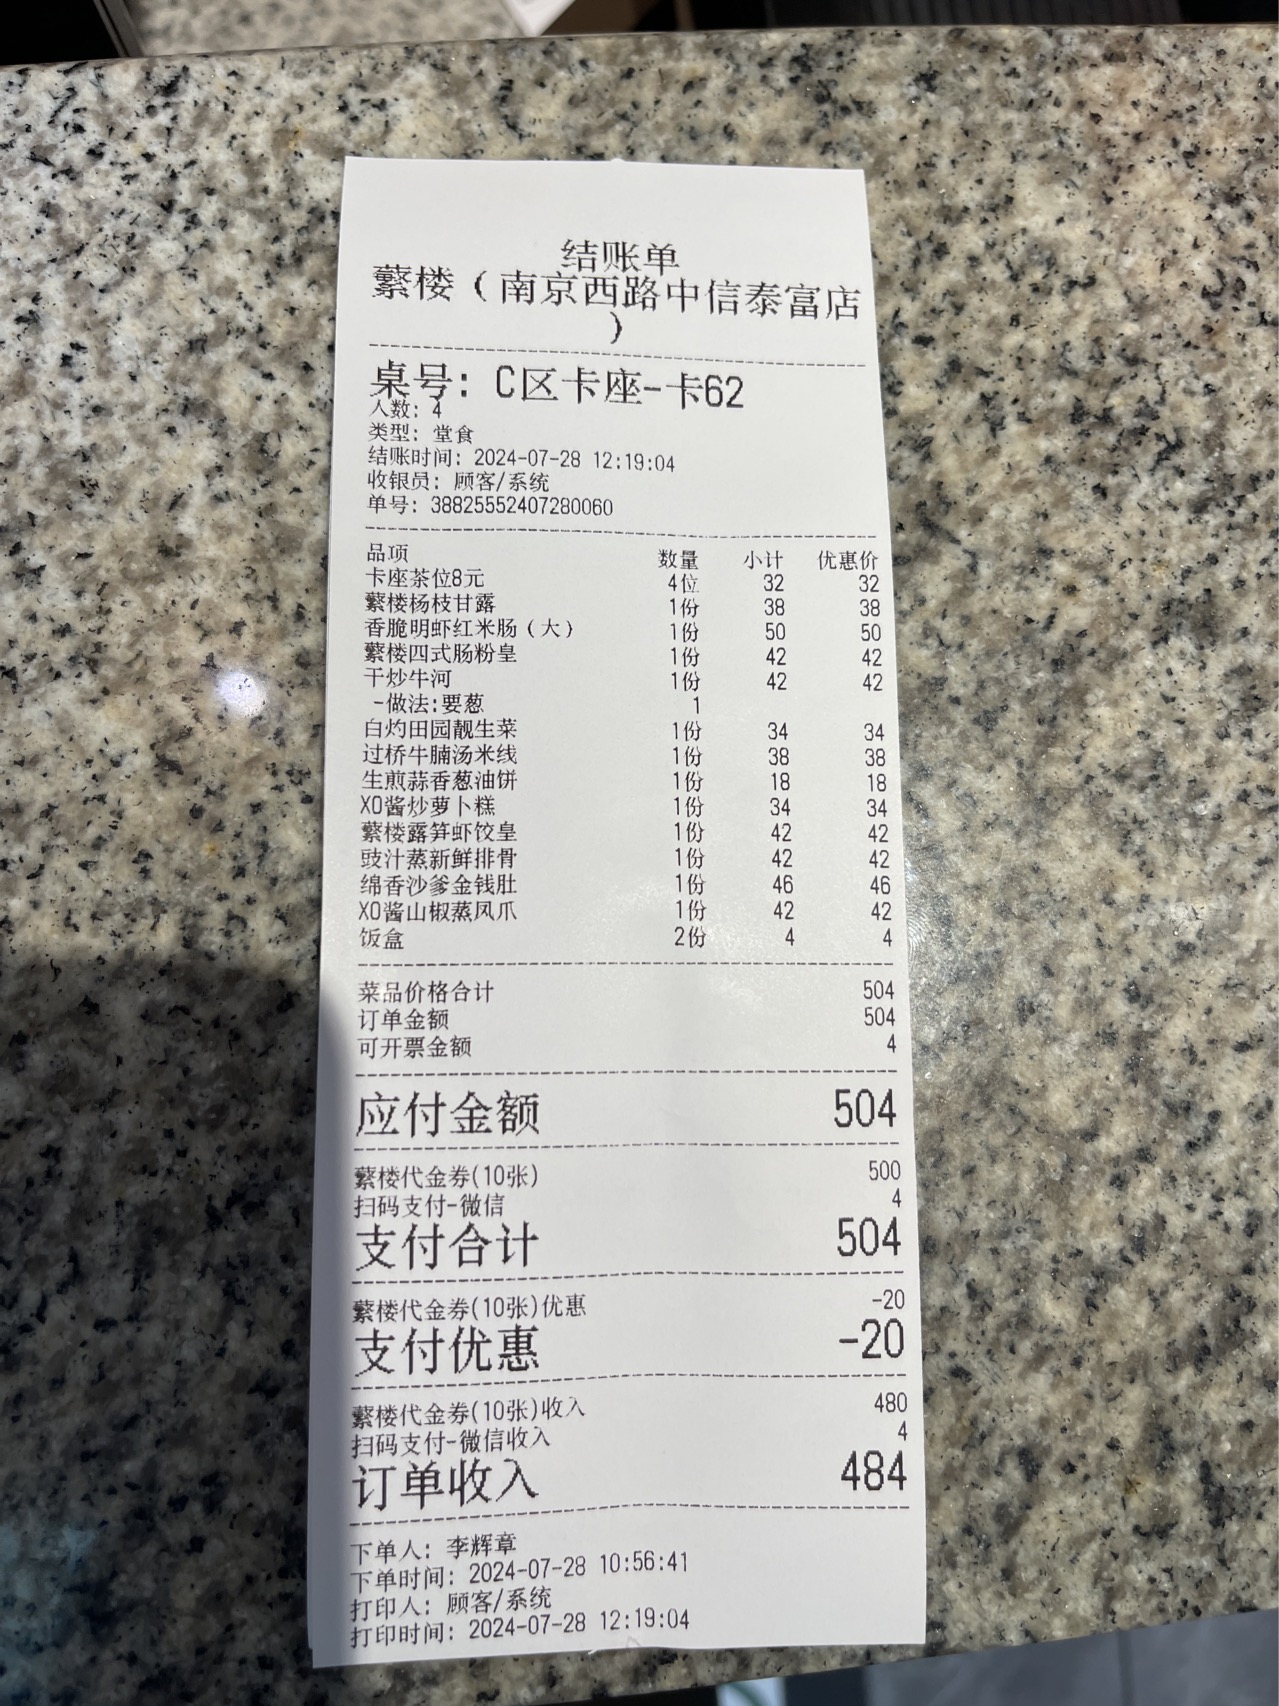 结账单
蘩楼（南京西路中信泰富店
）
桌号: C区卡座-卡62
人数: 4
类型: 堂食
结账时间: 2024-07-28 12:19:04
收银员: 顾客/系统
单号: 38825552407280060
品项 数量 小计 优惠价
卡座茶位8元 4位 32 32
蘩楼杨枝甘露 1份 38 38
香脆明虾红米肠（大） 1份 50 50
蘩楼四式肠粉皇 1份 42 42
干炒牛河 1份 42 42
-做法:要葱 1
白灼田园靓生菜 1份 34 34
过桥牛腩汤米线 1份 38 38
生煎蒜香葱油饼 1份 18 18
XO酱炒萝卜糕 1份 34 34
蘩楼露笋虾饺皇 1份 42 42
豉汁蒸新鲜排骨 1份 42 42
绵香沙爹金钱肚 1份 46 46
XO酱山椒蒸凤爪 1份 42 42
饭盒 2份 4 4
菜品价格合计 504
订单金额 504
可开票金额 4
应付金额 504
蘩楼代金券(10张) 500
扫码支付-微信 4
支付合计 504
蘩楼代金券(10张)优惠 -20
支付优惠 -20
蘩楼代金券(10张)收入 480
扫码支付-微信收入 4
订单收入 484
下单人: 李辉章
下单时间: 2024-07-28 10:56:41
打印人: 顾客/系统
打印时间: 2024-07-28 12:19:04